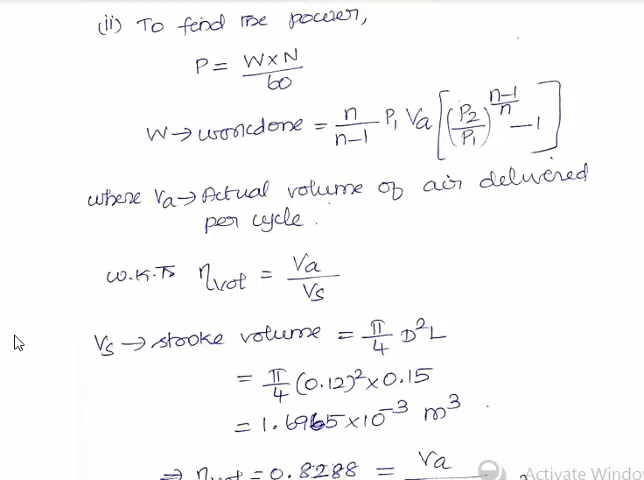 (ii) To find the power,
P = W×N / 60
W → workdone = n/n-1 P₁ Va [(P₂/P₁)^(n-1/n) - 1]
where Va → Actual volume of air delivered
per cycle.
W.K.T η vol = Va / Vs
Vs → stroke volume = π/4 D²L
= π/4 (0.12)² × 0.15
= 1.6965 × 10⁻³ m³
⇒ η vol = 0.8288 = Va
Activate Windo